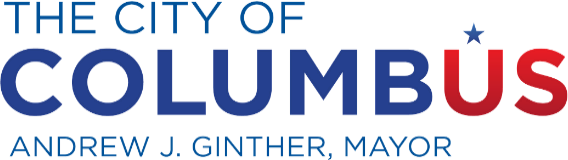 THE CITY OF
COLUMBUS
ANDREW J. GINTHER, MAYOR